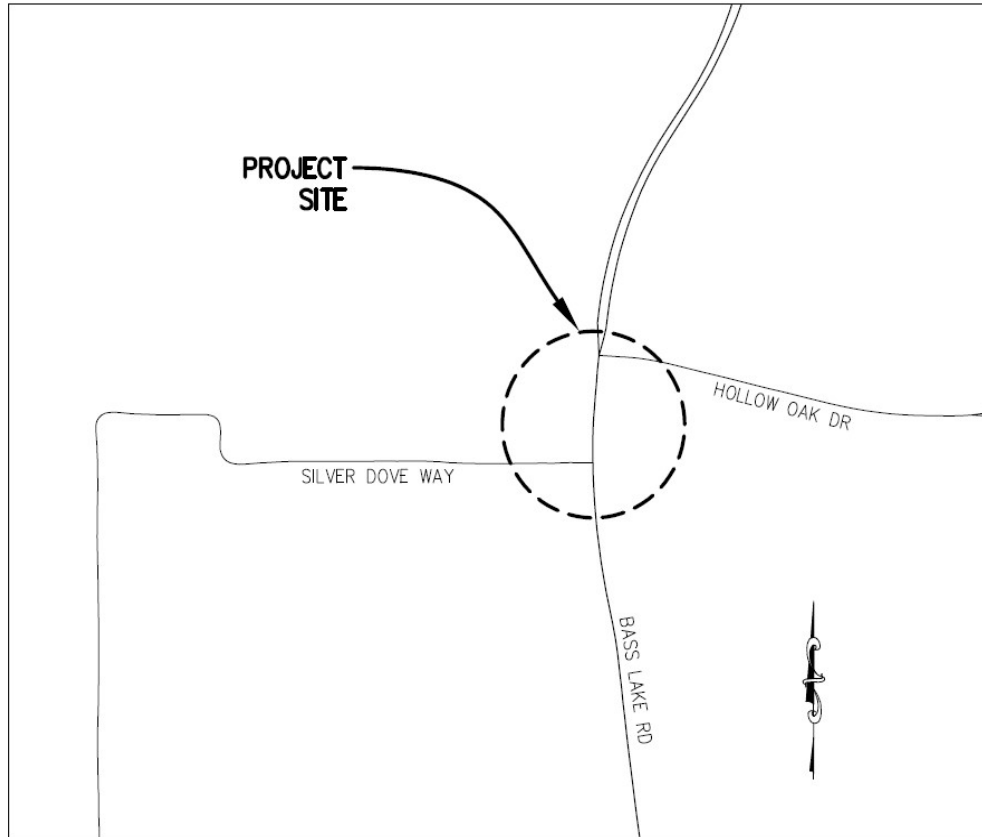 PROJECT
SITE
HOLLOW OAK DR
SILVER DOVE WAY
BASS LAKE RD